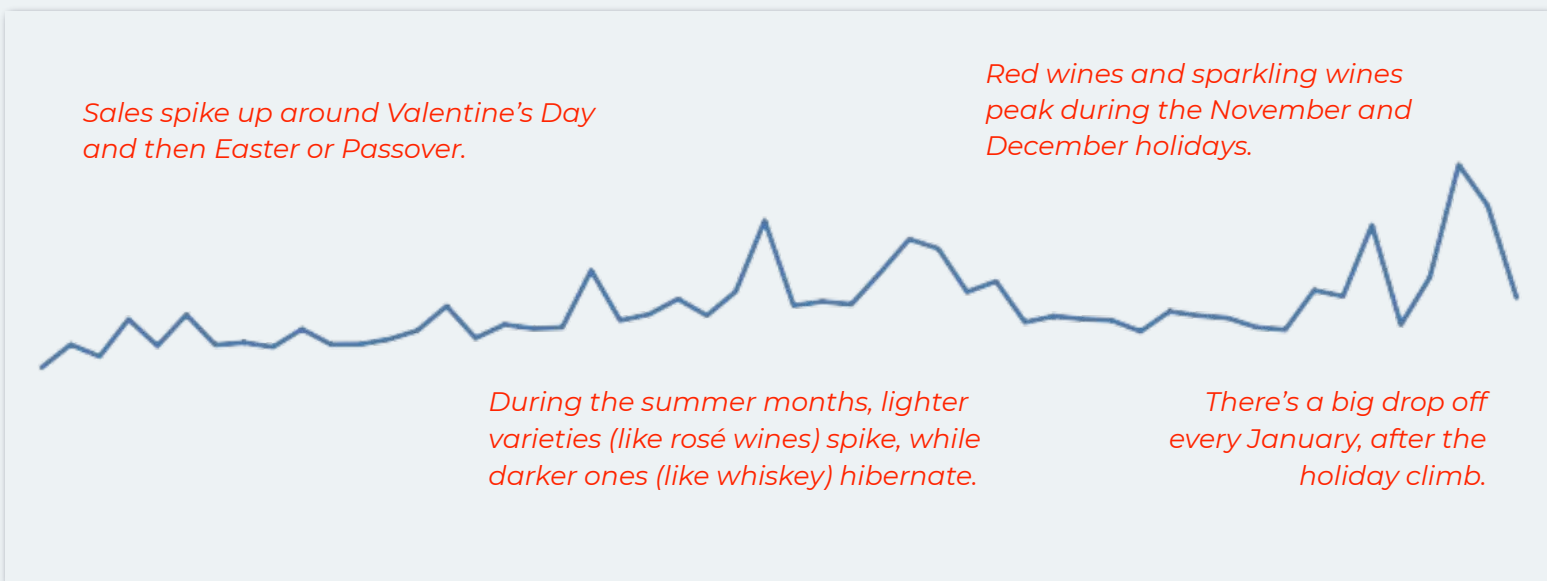 Sales spike up around Valentine’s Day
and then Easter or Passover.
Red wines and sparkling wines
peak during the November and
December holidays.
During the summer months, lighter
varieties (like rosé wines) spike, while
darker ones (like whiskey) hibernate.
There’s a big drop off
every January, after the
holiday climb.